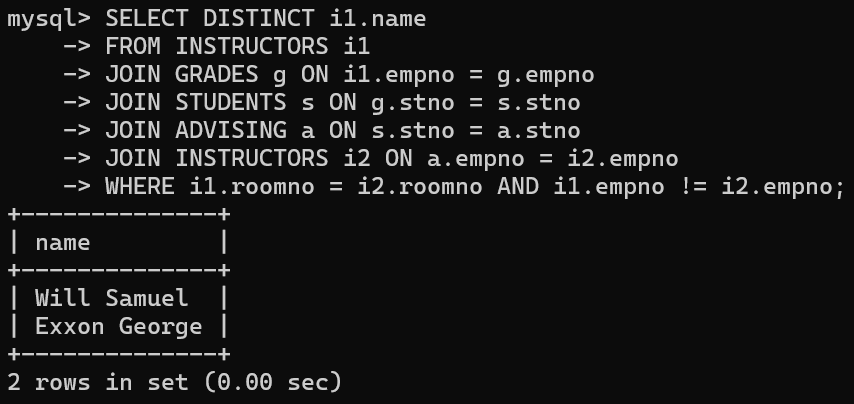 mysql> SELECT DISTINCT i1.name
    -> FROM INSTRUCTORS i1
    -> JOIN GRADES g ON i1.empno = g.empno
    -> JOIN STUDENTS s ON g.stno = s.stno
    -> JOIN ADVISING a ON s.stno = a.stno
    -> JOIN INSTRUCTORS i2 ON a.empno = i2.empno
    -> WHERE i1.roomno = i2.roomno AND i1.empno != i2.empno;
+--------------+
| name         |
+--------------+
| Will Samuel  |
| Exxon George |
+--------------+
2 rows in set (0.00 sec)